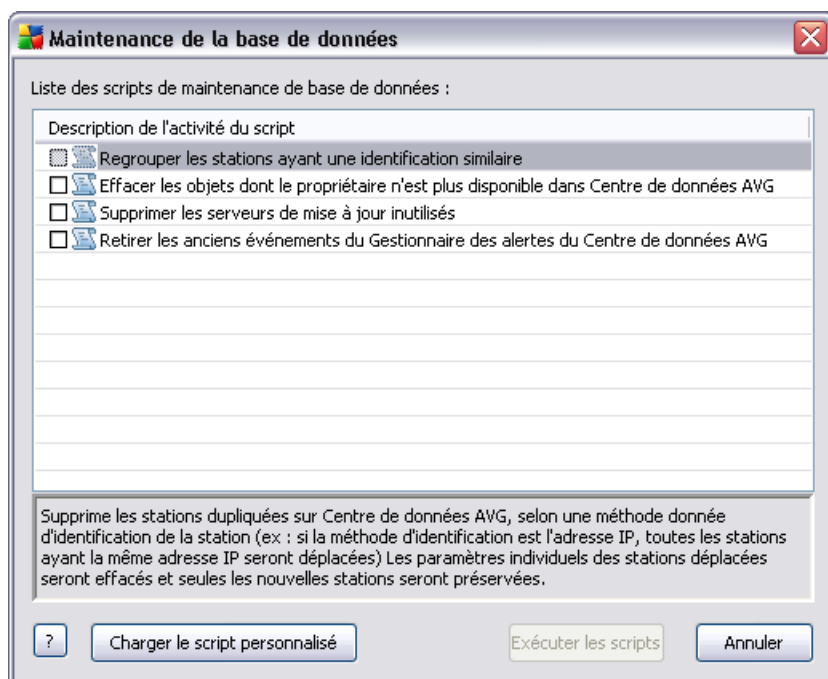 Maintenance de la base de données
Liste des scripts de maintenance de base de données :
Description de l'activité du script
Regrouper les stations ayant une identification similaire
Effacer les objets dont le propriétaire n'est plus disponible dans Centre de données AVG
Supprimer les serveurs de mise à jour inutilisés
Retirer les anciens événements du Gestionnaire des alertes du Centre de données AVG
Supprime les stations dupliquées sur Centre de données AVG, selon une méthode donnée
d'identification de la station (ex : si la méthode d'identification est l'adresse IP, toutes les stations
ayant la même adresse IP seront déplacées) Les paramètres individuels des stations déplacées
seront effacés et seules les nouvelles stations seront préservées.
? Charger le script personnalisé Exécuter les scripts Annuler